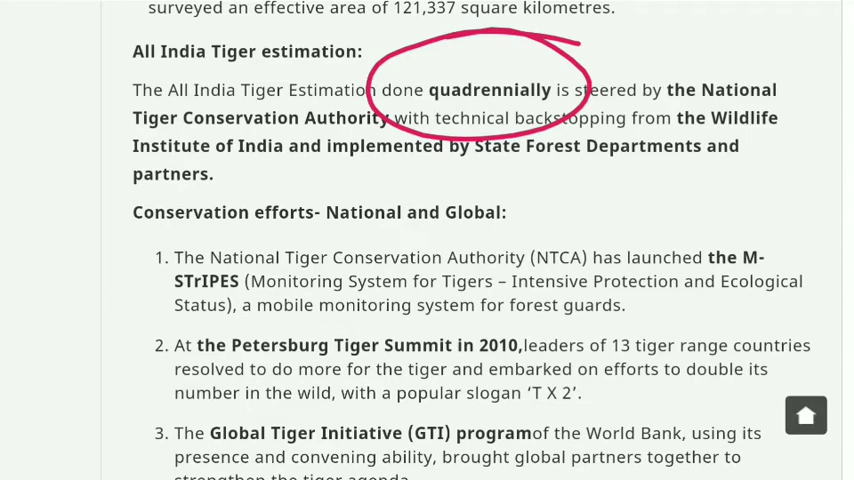 surveyed an effective area of 121,337 square kilometres.
All India Tiger estimation:
The All India Tiger Estimation done quadrennially is steered by the National
Tiger Conservation Authority with technical backstopping from the Wildlife
Institute of India and implemented by State Forest Departments and
partners.
Conservation efforts- National and Global:
1. The National Tiger Conservation Authority (NTCA) has launched the M-
STrIPES (Monitoring System for Tigers – Intensive Protection and Ecological
Status), a mobile monitoring system for forest guards.
2. At the Petersburg Tiger Summit in 2010,leaders of 13 tiger range countries
resolved to do more for the tiger and embarked on efforts to double its
number in the wild, with a popular slogan ‘T X 2’.
3. The Global Tiger Initiative (GTI) programof the World Bank, using its
presence and convening ability, brought global partners together to
strengthen the tiger agenda.